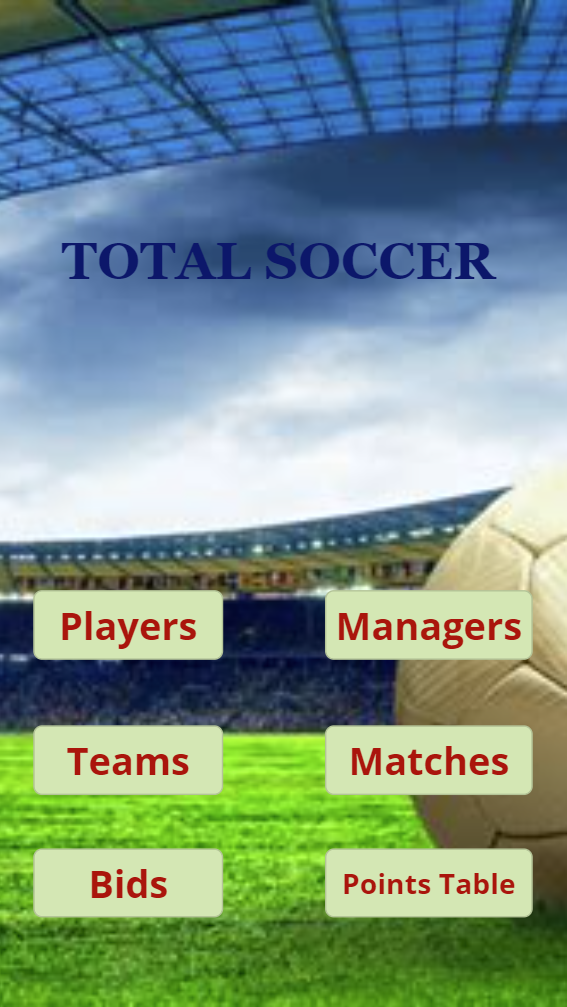 TOTAL SOCCER
Players
Managers
Teams
Matches
Bids
Points Table